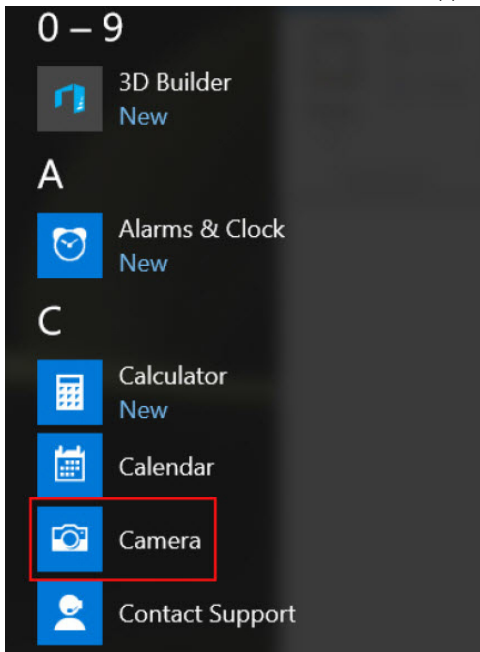 0 – 9
3D Builder
New
A
Alarms & Clock
New
C
Calculator
New
Calendar
Camera
Contact Support